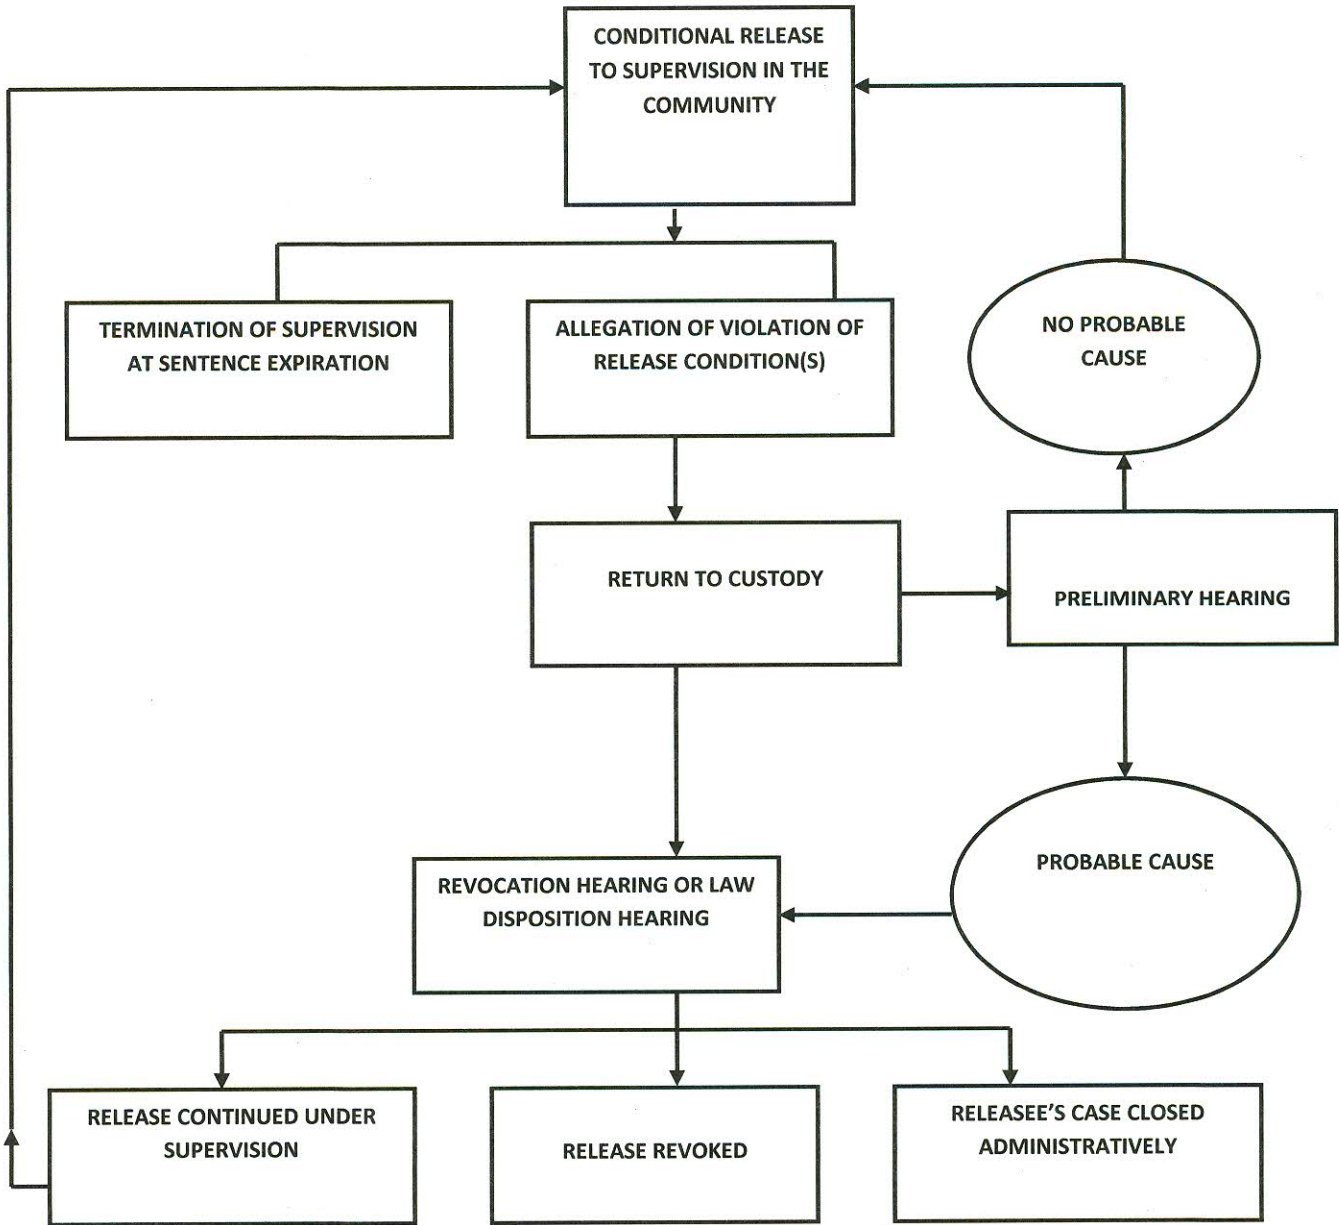 CONDITIONAL RELEASE
TO SUPERVISION IN THE
COMMUNITY
TERMINATION OF SUPERVISION
AT SENTENCE EXPIRATION
ALLEGATION OF VIOLATION OF
RELEASE CONDITION(S)
NO PROBABLE
CAUSE
RETURN TO CUSTODY
PRELIMINARY HEARING
PROBABLE CAUSE
REVOCATION HEARING OR LAW
DISPOSITION HEARING
RELEASE CONTINUED UNDER
SUPERVISION
RELEASE REVOKED
RELEASEE’S CASE CLOSED
ADMINISTRATIVELY